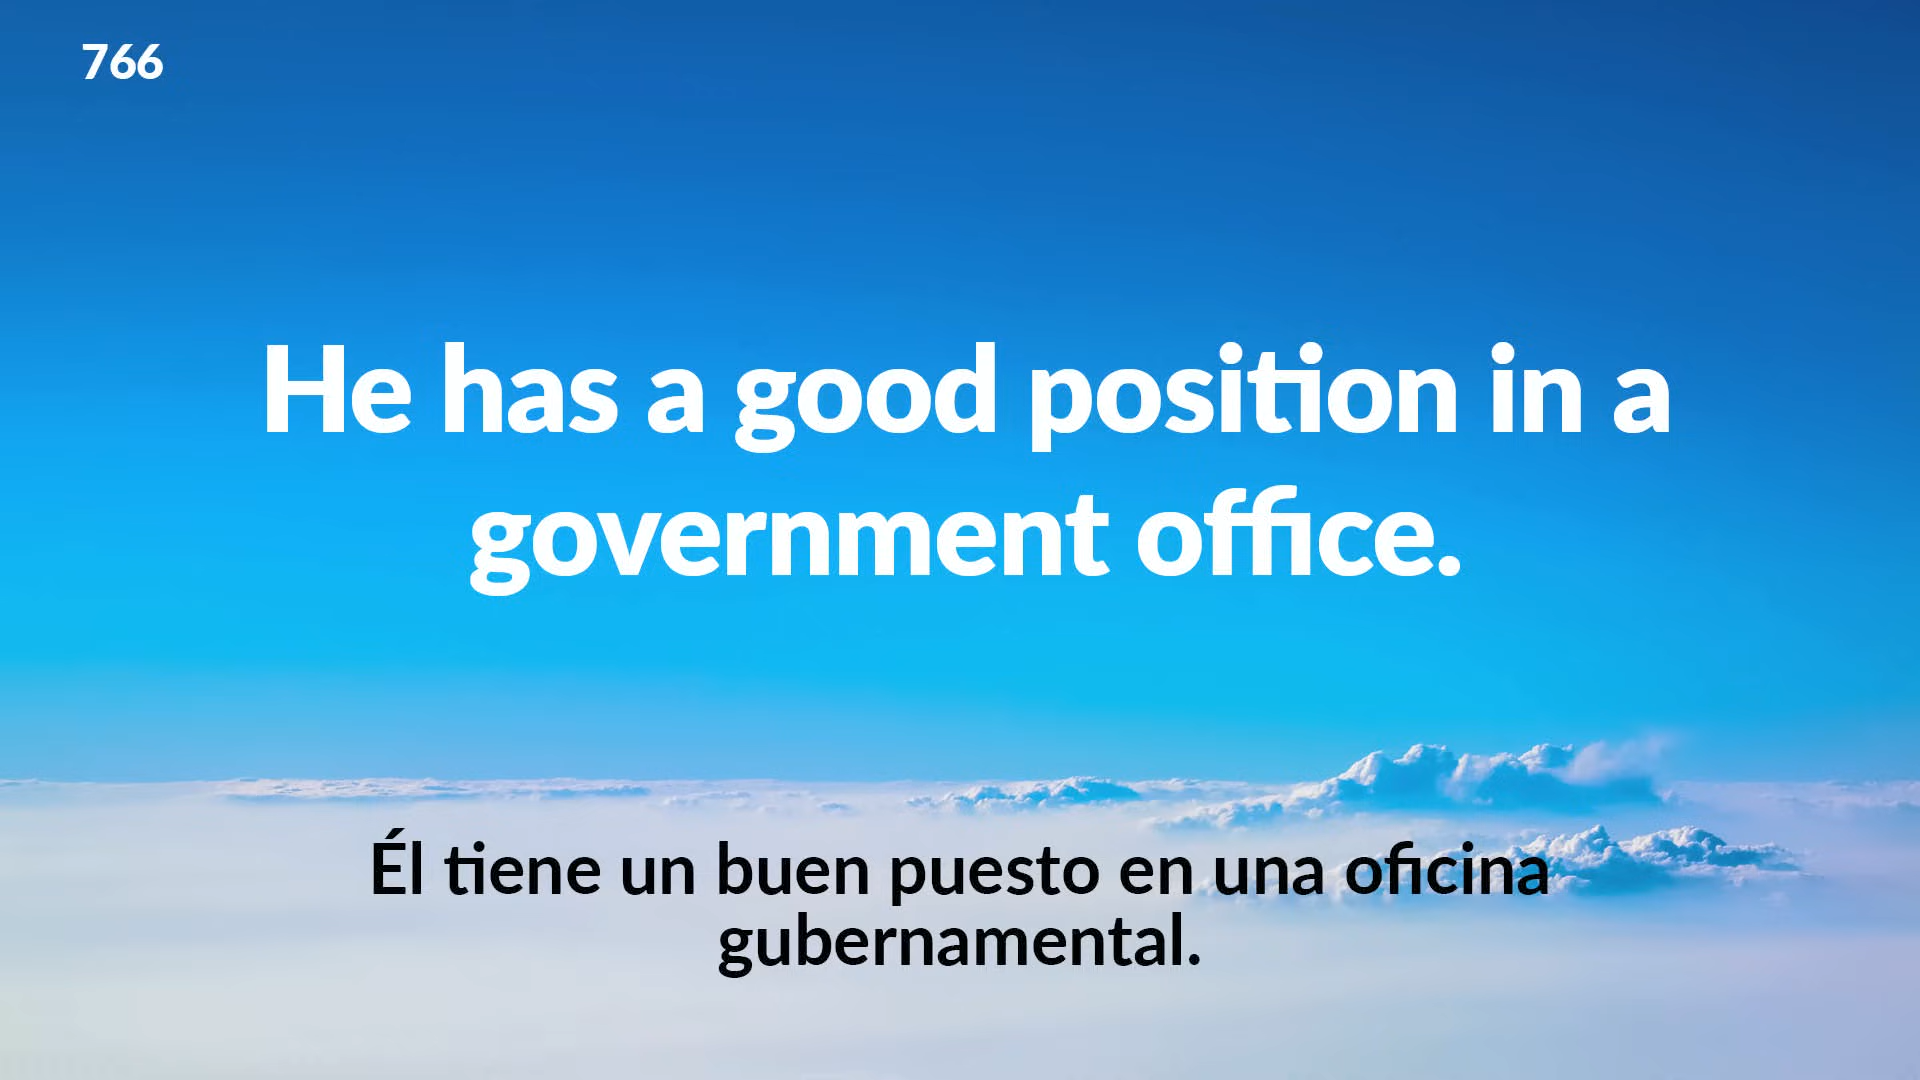 766
He has a good position in a
government office.
Él tiene un buen puesto en una oficina
gubernamental.